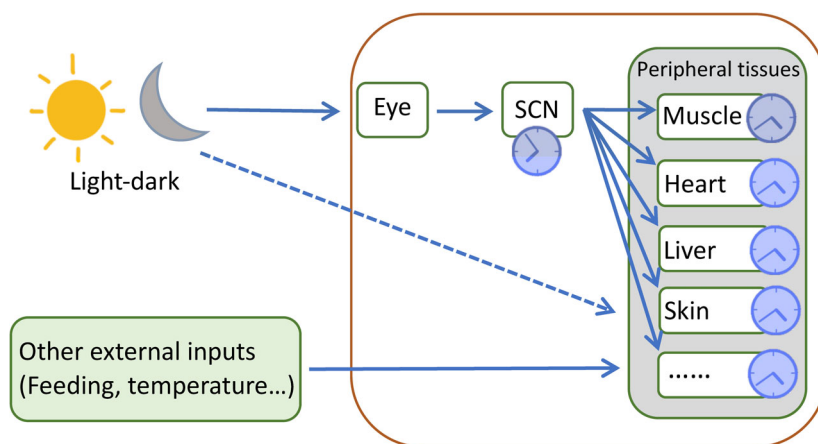 Light-dark
Eye
SCN
Peripheral tissues
Muscle
Heart
Liver
Skin
......
Other external inputs
(Feeding, temperature...)